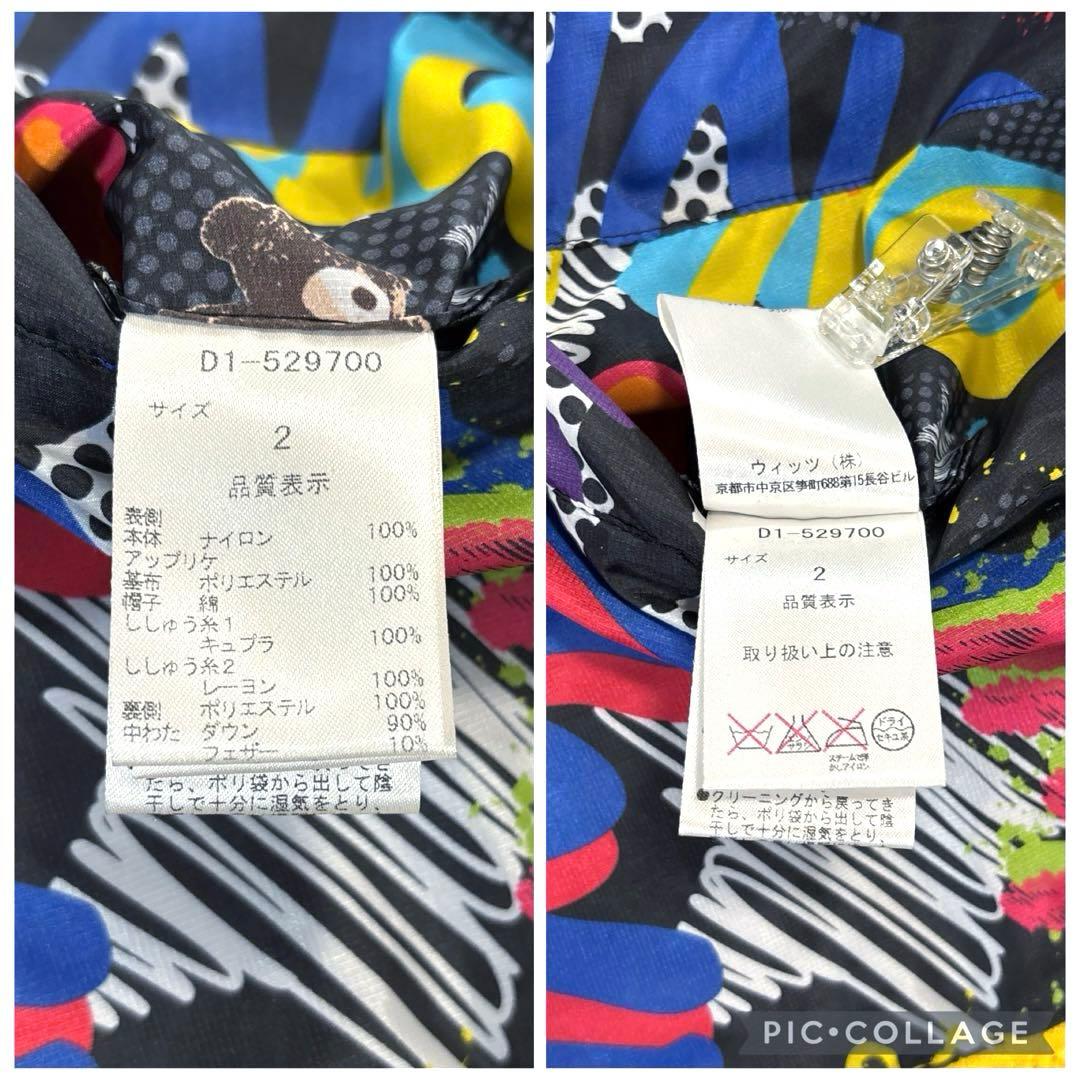 D1-529700
サイズ
2
品質表示
表側
本体 ナイロン 100%
アップリケ
基布 ポリエステル 100%
帽子 綿 100%
ししゅう糸1
キュプラ 100%
ししゅう糸2
レーヨン 100%
裏側 ポリエステル 100%
中わた ダウン 90%
フェザー 10%
たら、ポリ袋から出して陰
干しで十分に湿気をとり、
ウィッツ（株）
京都市中京区笋町688第15長谷ビル
D1-529700
サイズ
2
品質表示
取り扱い上の注意
エンソ
サラシ
ドライ
セキユ系
スチームで浮
かしアイロン
●クリーニングから戻ってき
たら、ポリ袋から出して陰
干しで十分に湿気をとり
PIC•COLLAGE